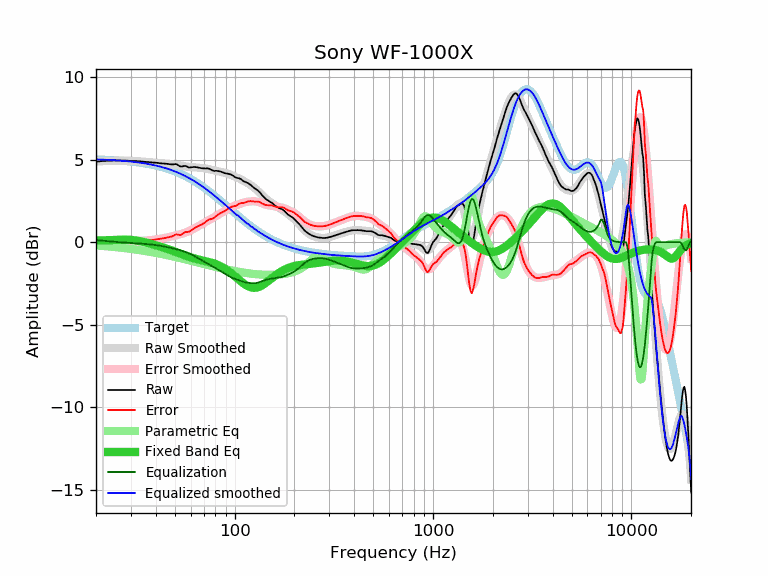 Sony WF-1000X
Amplitude (dBr)
10
5
0
−5
−10
−15
Target
Raw Smoothed
Error Smoothed
Raw
Error
Parametric Eq
Fixed Band Eq
Equalization
Equalized smoothed
100
1000
10000
Frequency (Hz)